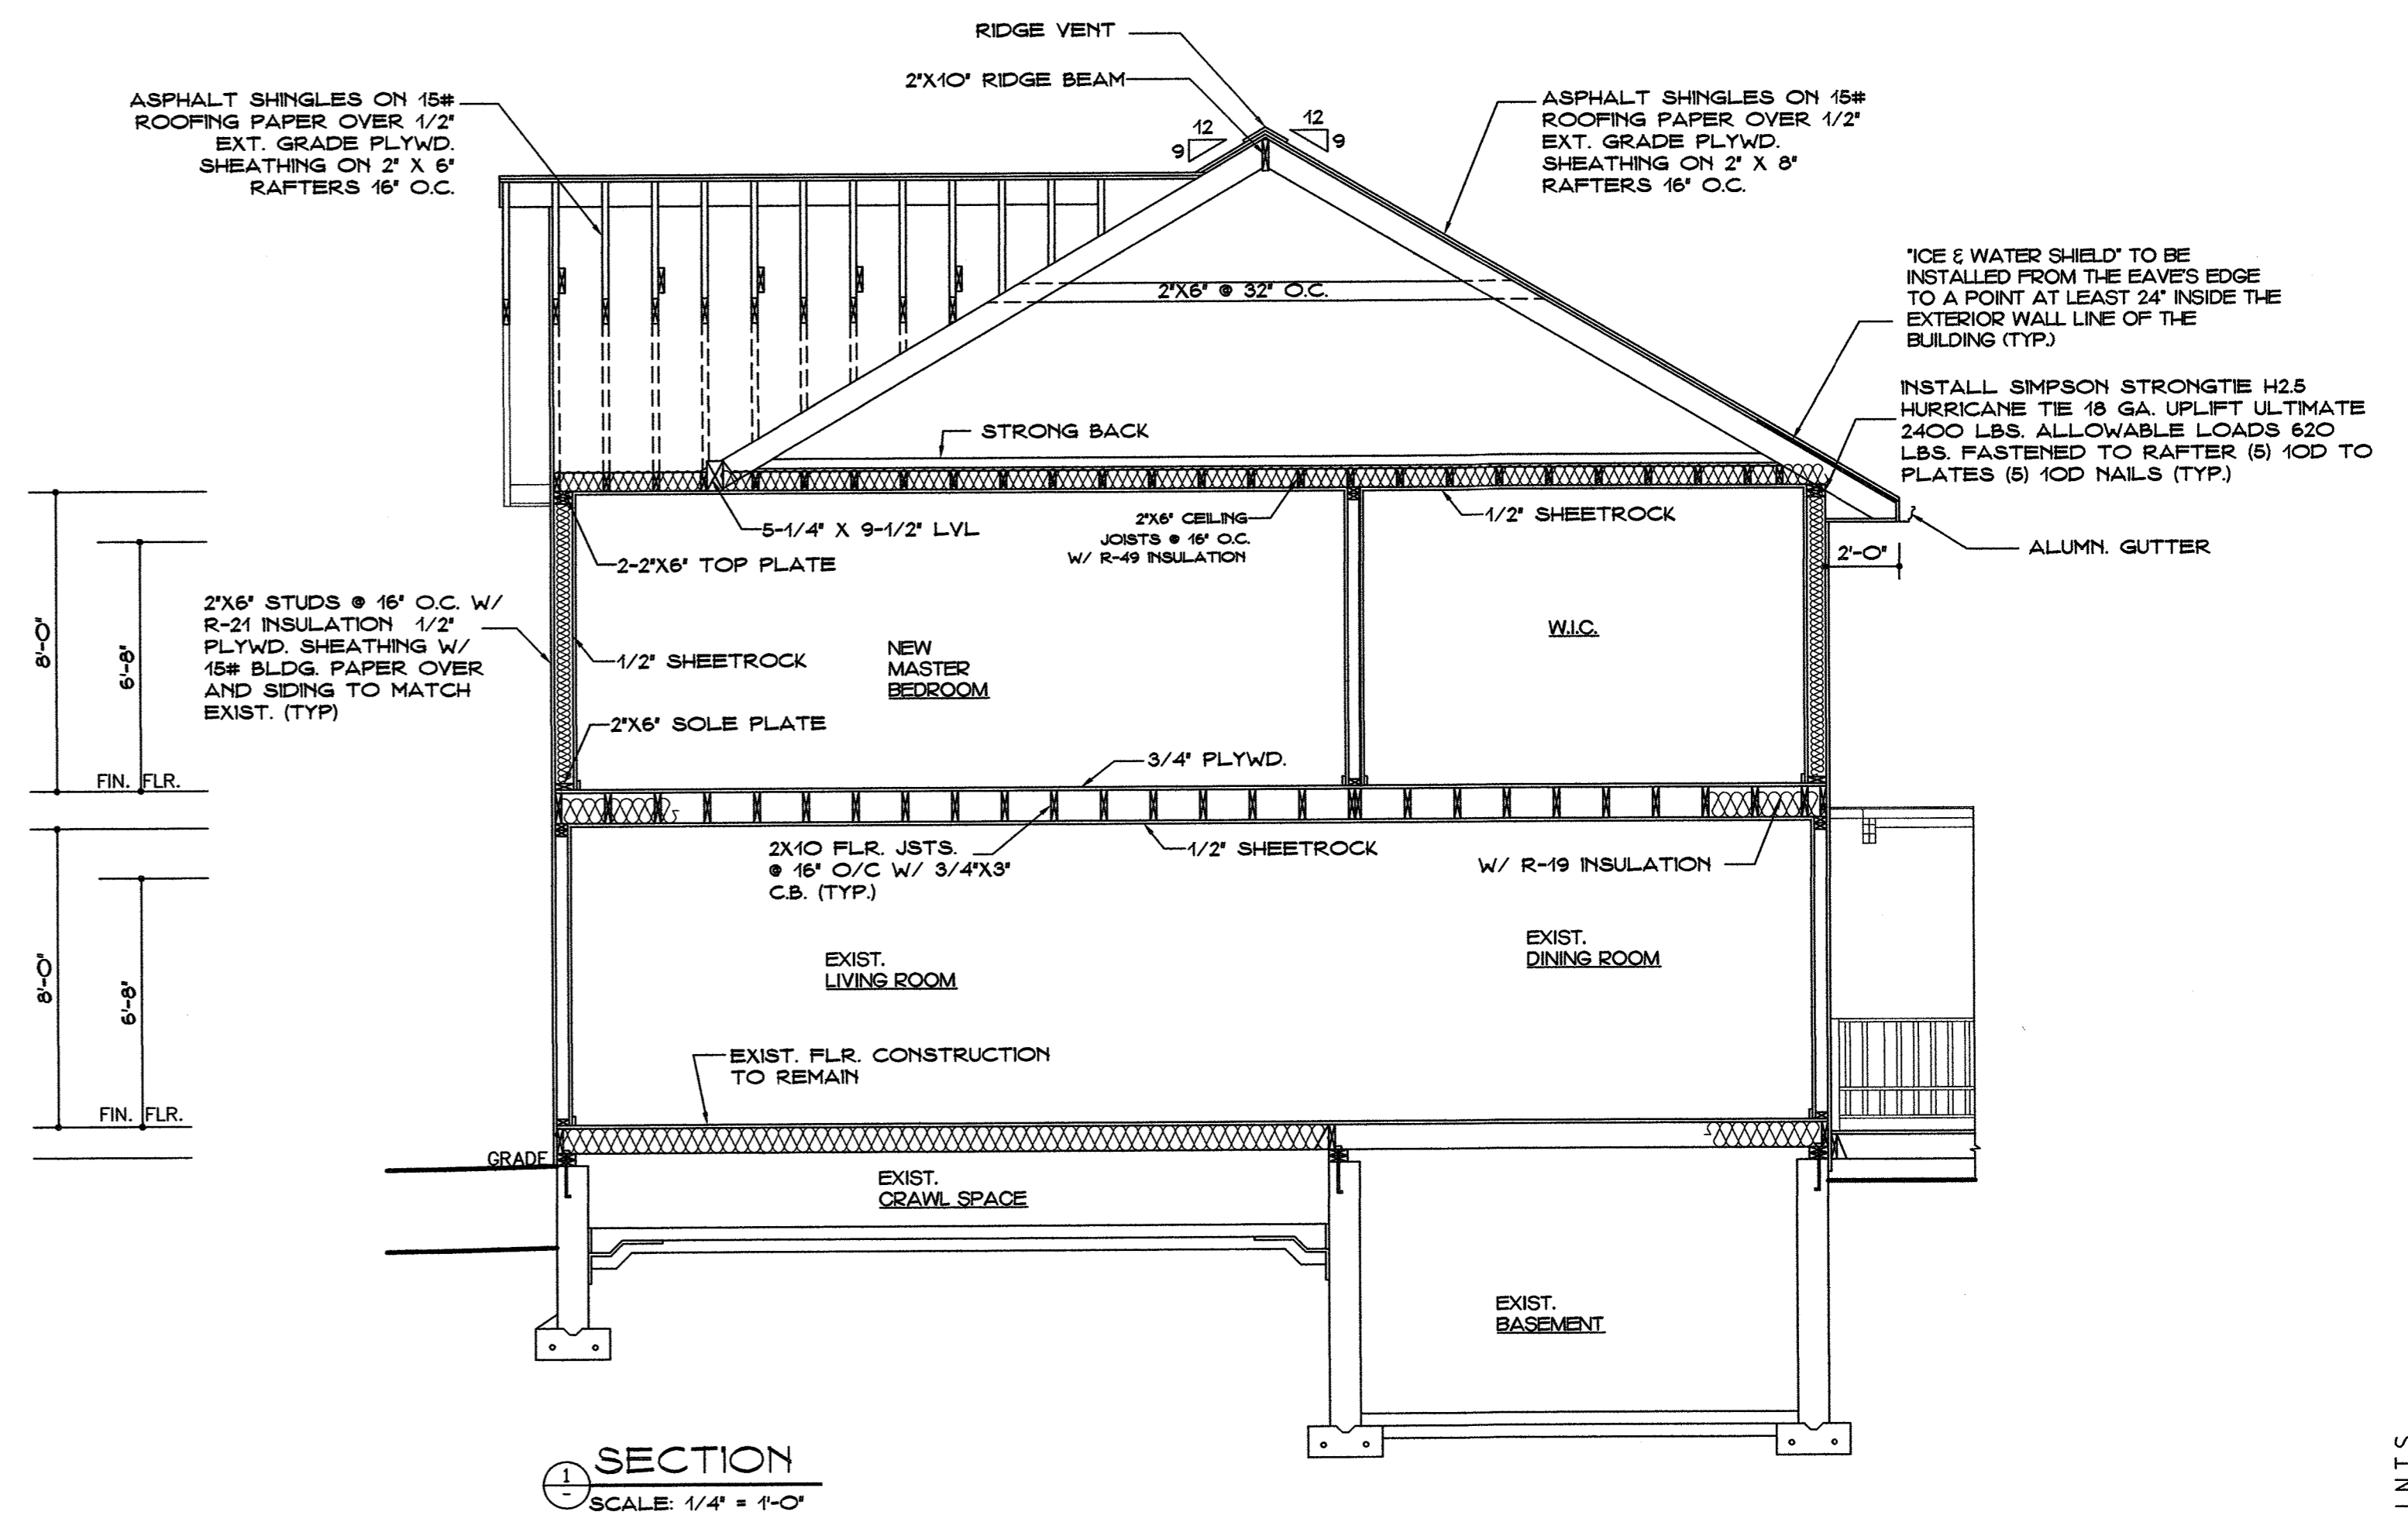 RIDGE VENT
2"X10" RIDGE BEAM
ASPHALT SHINGLES ON 15#
ROOFING PAPER OVER 1/2"
EXT. GRADE PLYWD.
SHEATHING ON 2" X 6"
RAFTERS 16" O.C.
12
9
12
9
ASPHALT SHINGLES ON 15#
ROOFING PAPER OVER 1/2"
EXT. GRADE PLYWD.
SHEATHING ON 2" X 8"
RAFTERS 16" O.C.
"ICE & WATER SHIELD" TO BE
INSTALLED FROM THE EAVE'S EDGE
TO A POINT AT LEAST 24" INSIDE THE
EXTERIOR WALL LINE OF THE
BUILDING (TYP.)
2"X6" @ 32" O.C.
INSTALL SIMPSON STRONGTIE H2.5
HURRICANE TIE 18 GA. UPLIFT ULTIMATE
2400 LBS. ALLOWABLE LOADS 620
LBS. FASTENED TO RAFTER (5) 10D TO
PLATES (5) 10D NAILS (TYP.)
STRONG BACK
5-1/4" X 9-1/2" LVL
2"X6" CEILING
JOISTS @ 16" O.C.
W/ R-49 INSULATION
1/2" SHEETROCK
ALUMN. GUTTER
2'-0"
2-2"X6" TOP PLATE
2"X6" STUDS @ 16" O.C. W/
R-21 INSULATION 1/2"
PLYWD. SHEATHING W/
15# BLDG. PAPER OVER
AND SIDING TO MATCH
EXIST. (TYP)
8'-0"
6'-8"
1/2" SHEETROCK
NEW
MASTER
BEDROOM
W.I.C.
2"X6" SOLE PLATE
3/4" PLYWD.
FIN. FLR.
2X10 FLR. JSTS.
@ 16" O/C W/ 3/4"X3"
C.B. (TYP.)
1/2" SHEETROCK
W/ R-19 INSULATION
8'-0"
6'-8"
EXIST.
LIVING ROOM
EXIST.
DINING ROOM
EXIST. FLR. CONSTRUCTION
TO REMAIN
FIN. FLR.
GRADE
EXIST.
CRAWL SPACE
EXIST.
BASEMENT
1
-
SECTION
SCALE: 1/4" = 1'-0"